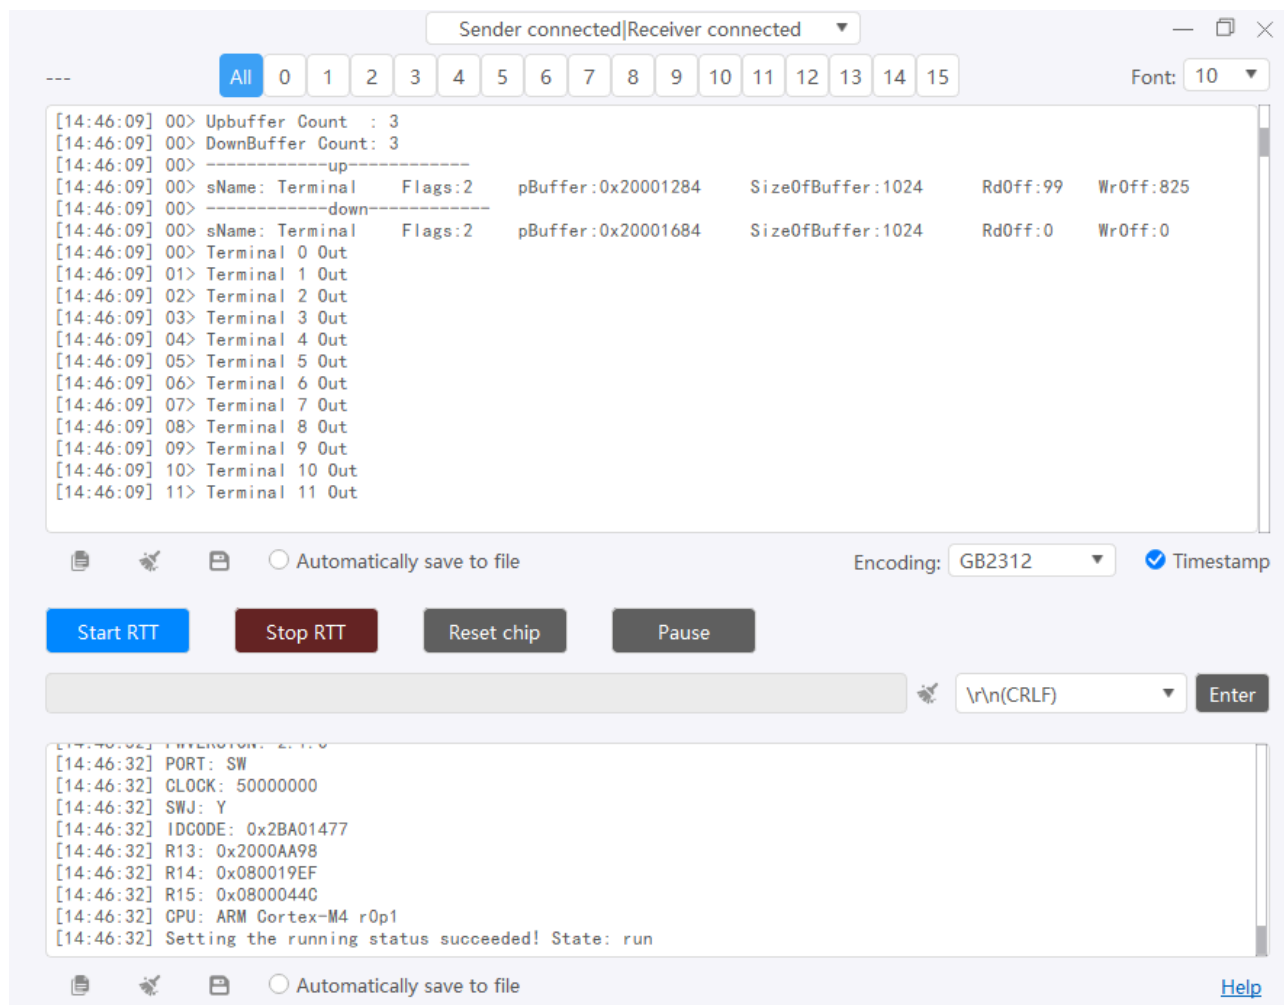 Sender connected|Receiver connected
--- All 0 1 2 3 4 5 6 7 8 9 10 11 12 13 14 15 Font: 10
[14:46:09] 00> Upbuffer Count  : 3
[14:46:09] 00> DownBuffer Count: 3
[14:46:09] 00> ------------up------------
[14:46:09] 00> sName: Terminal    Flags:2    pBuffer:0x20001284    SizeOfBuffer:1024    RdOff:99    WrOff:825
[14:46:09] 00> ------------down------------
[14:46:09] 00> sName: Terminal    Flags:2    pBuffer:0x20001684    SizeOfBuffer:1024    RdOff:0    WrOff:0
[14:46:09] 00> Terminal 0 Out
[14:46:09] 01> Terminal 1 Out
[14:46:09] 02> Terminal 2 Out
[14:46:09] 03> Terminal 3 Out
[14:46:09] 04> Terminal 4 Out
[14:46:09] 05> Terminal 5 Out
[14:46:09] 06> Terminal 6 Out
[14:46:09] 07> Terminal 7 Out
[14:46:09] 08> Terminal 8 Out
[14:46:09] 09> Terminal 9 Out
[14:46:09] 10> Terminal 10 Out
[14:46:09] 11> Terminal 11 Out
Automatically save to file Encoding: GB2312 Timestamp
Start RTT Stop RTT Reset chip Pause
\r\n(CRLF) Enter
[14:46:32] PORT: SW
[14:46:32] CLOCK: 50000000
[14:46:32] SWJ: Y
[14:46:32] IDCODE: 0x2BA01477
[14:46:32] R13: 0x2000AA98
[14:46:32] R14: 0x080019EF
[14:46:32] R15: 0x0800044C
[14:46:32] CPU: ARM Cortex-M4 r0p1
[14:46:32] Setting the running status succeeded! State: run
Automatically save to file Help